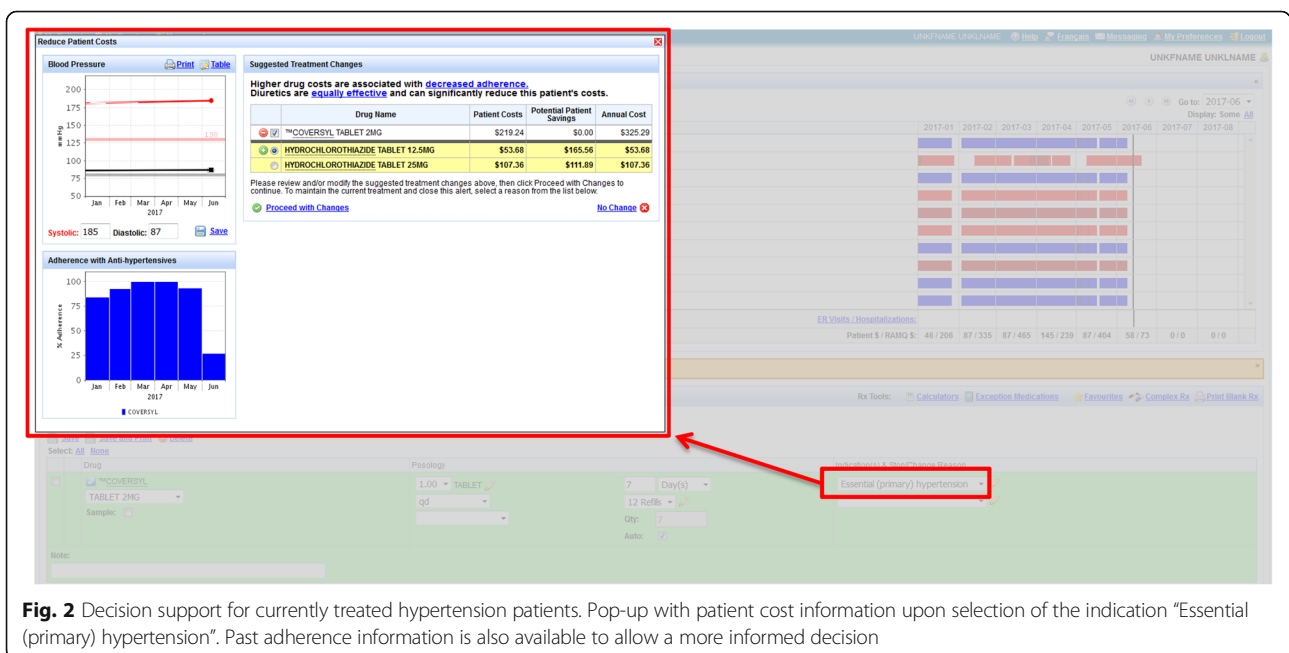 Reduce Patient Costs
UNKFNAME UNKLNAME Help Français Messaging My Preferences Logout
UNKFNAME UNKLNAME
Blood Pressure Print Table
200
175
150
125
100
75
50
mmHg
130
Jan Feb Mar Apr May Jun
2017
Systolic: 185 Diastolic: 87 Save
Adherence with Anti-hypertensives
100
75
50
25
0
% Adherence
Jan Feb Mar Apr May Jun
2017
COVERSYL
Suggested Treatment Changes
Higher drug costs are associated with decreased adherence.
Diuretics are equally effective and can significantly reduce this patient's costs.
Drug Name Patient Costs Potential Patient Savings Annual Cost
™COVERSYL TABLET 2MG $219.24 $0.00 $325.29
HYDROCHLOROTHIAZIDE TABLET 12.5MG $53.68 $165.56 $53.68
HYDROCHLOROTHIAZIDE TABLET 25MG $107.36 $111.89 $107.36
Please review and/or modify the suggested treatment changes above, then click Proceed with Changes to
continue. To maintain the current treatment and close this alert, select a reason from the list below.
Proceed with Changes No Change
Go to: 2017-06
Display: Some All
2017-01 2017-02 2017-03 2017-04 2017-05 2017-06 2017-07 2017-08
ER Visits / Hospitalizations:
Patient $ / RAMQ $: 46 / 206 87 / 335 87 / 465 145 / 239 87 / 404 58 / 73 0 / 0 0 / 0
Rx Tools: Calculators Exception Medications Favourites Complex Rx Print Blank Rx
Save Save and Print Delete
Select: All None
Drug Posology Indication(s) & Stop/Change Reason
™COVERSYL 1.00 TABLET 7 Day(s) Essential (primary) hypertension
TABLET 2MG qd 12 Refills
Sample: Qty: 7
Auto:
Note:
Fig. 2 Decision support for currently treated hypertension patients. Pop-up with patient cost information upon selection of the indication “Essential
(primary) hypertension”. Past adherence information is also available to allow a more informed decision